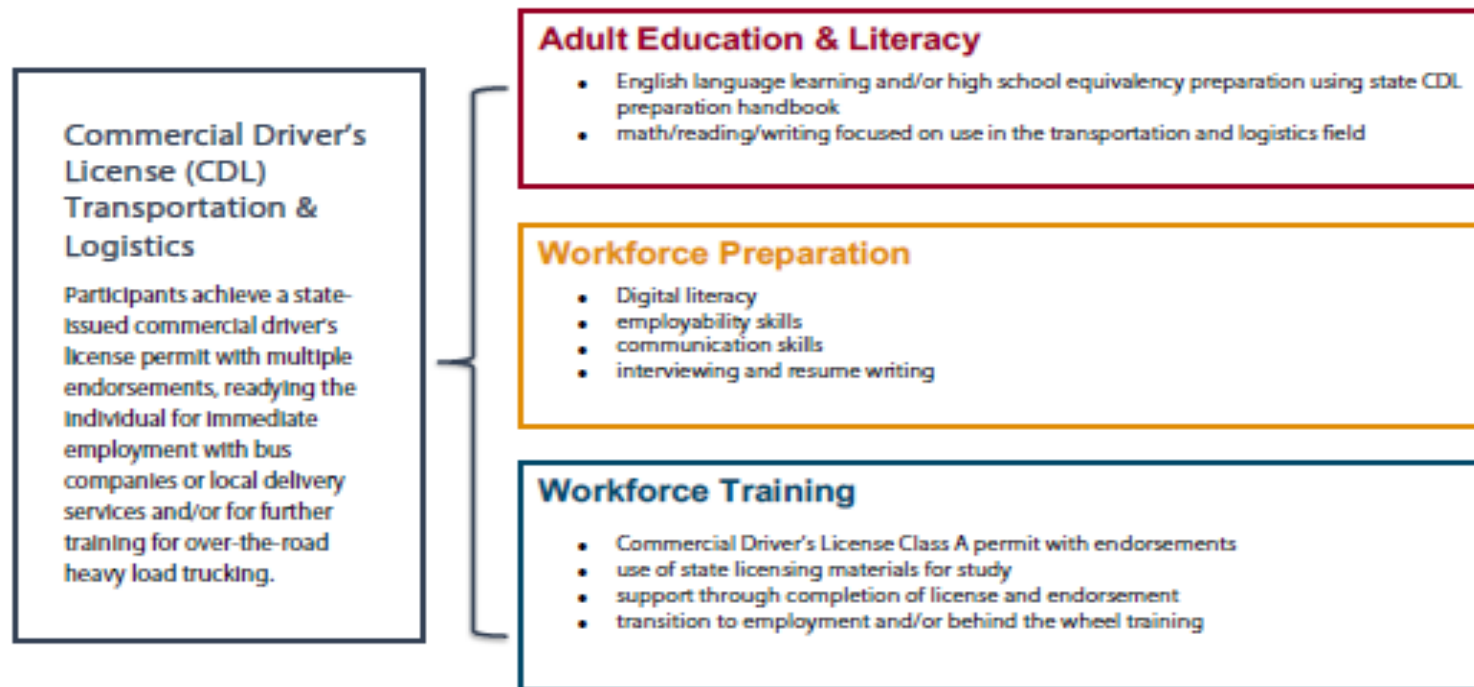 Commercial Driver's
License (CDL)
Transportation &
Logistics
Participants achieve a state-
issued commercial driver's
license permit with multiple
endorsements, readying the
individual for immediate
employment with bus
companies or local delivery
services and/or for further
training for over-the-road
heavy load trucking.
Adult Education & Literacy
• English language learning and/or high school equivalency preparation using state CDL
preparation handbook
• math/reading/writing focused on use in the transportation and logistics field
Workforce Preparation
• Digital literacy
• employability skills
• communication skills
• interviewing and resume writing
Workforce Training
• Commercial Driver's License Class A permit with endorsements
• use of state licensing materials for study
• support through completion of license and endorsement
• transition to employment and/or behind the wheel training